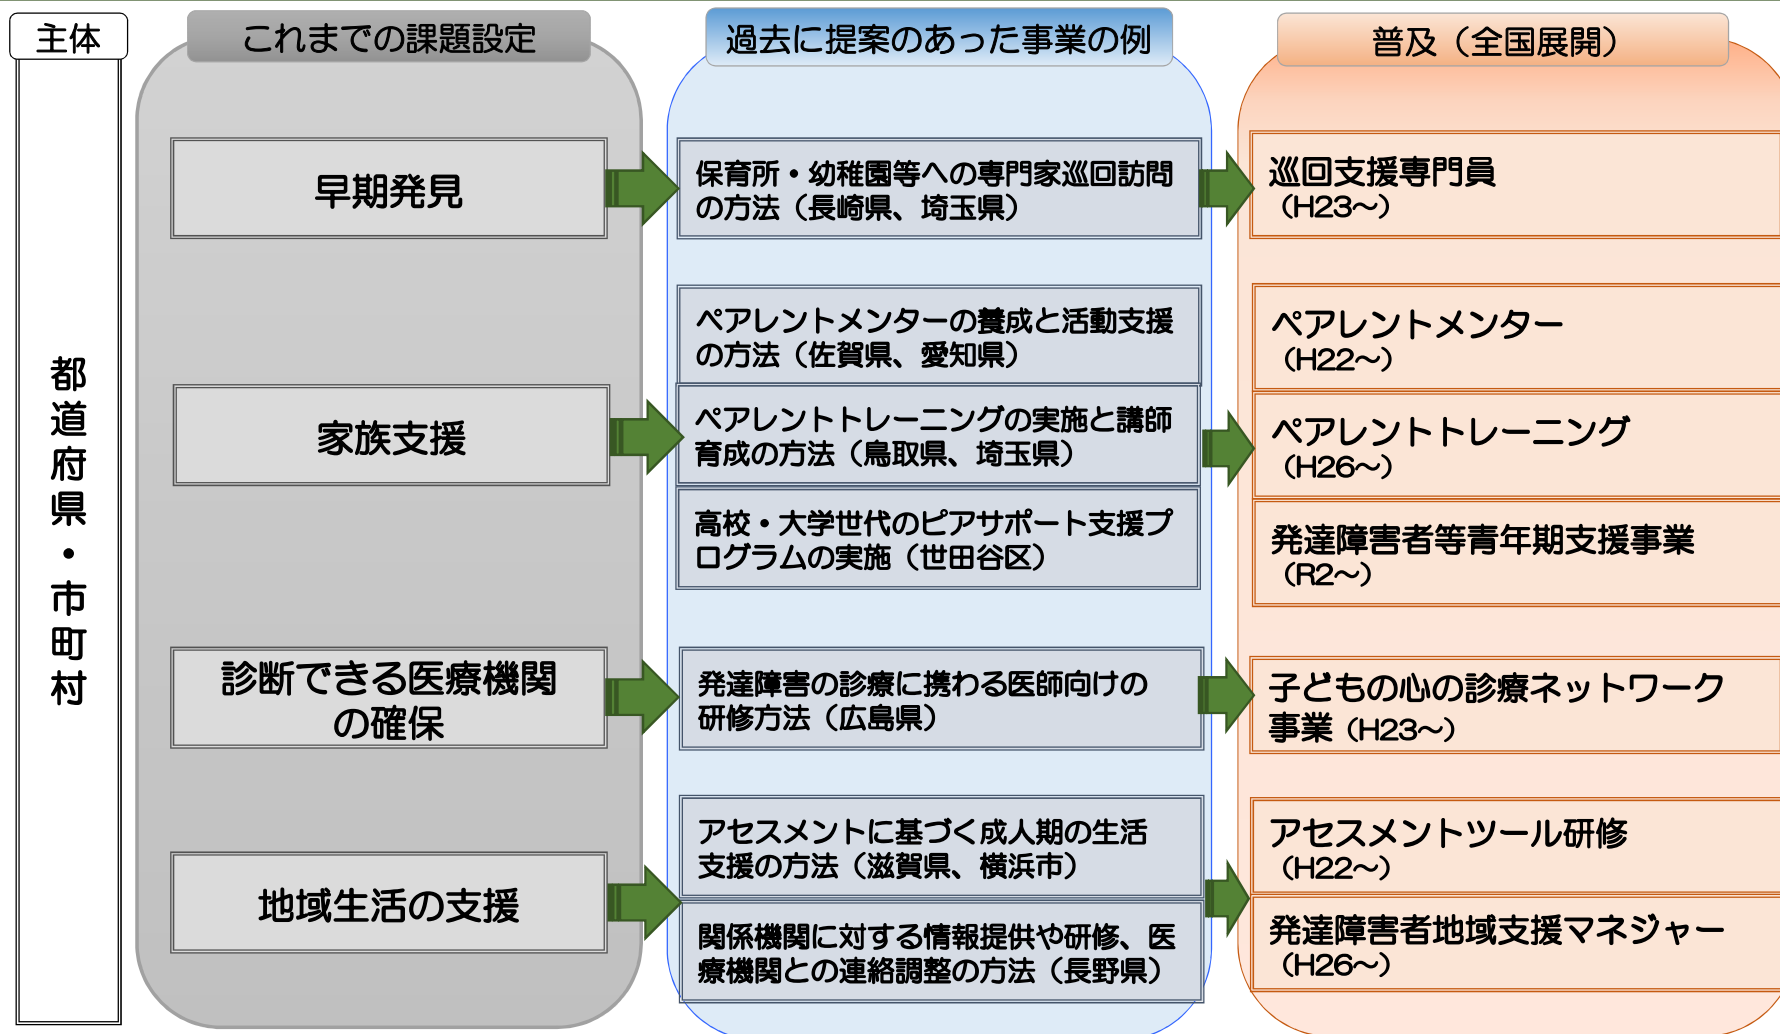 主体
これまでの課題設定
過去に提案のあった事業の例
普及（全国展開）
都道府県・市町村
早期発見
保育所・幼稚園等への専門家巡回訪問
の方法（長崎県、埼玉県）
巡回支援専門員
（H23～）
家族支援
ペアレントメンターの養成と活動支援
の方法（佐賀県、愛知県）
ペアレントトレーニングの実施と講師
育成の方法（鳥取県、埼玉県）
高校・大学世代のピアサポート支援プ
ログラムの実施（世田谷区）
ペアレントメンター
（H22～）
ペアレントトレーニング
（H26～）
発達障害者等青年期支援事業
（R2～）
診断できる医療機関
の確保
発達障害の診療に携わる医師向けの
研修方法（広島県）
子どもの心の診療ネットワーク
事業（H23～）
地域生活の支援
アセスメントに基づく成人期の生活
支援の方法（滋賀県、横浜市）
関係機関に対する情報提供や研修、医
療機関との連絡調整の方法（長野県）
アセスメントツール研修
（H22～）
発達障害者地域支援マネジャー
（H26～）